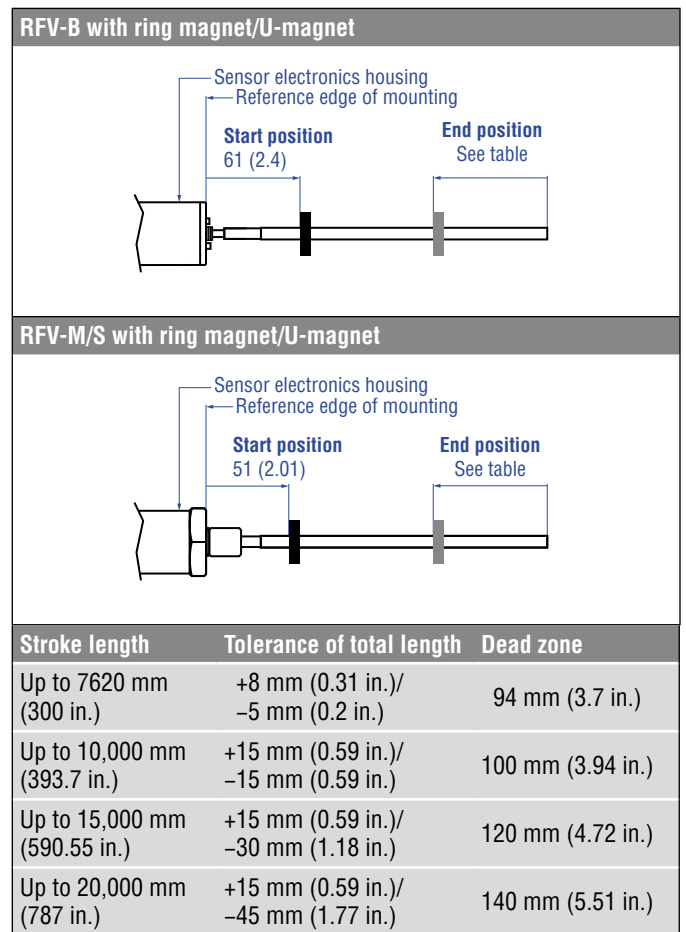 RFV-B with ring magnet/U-magnet
Sensor electronics housing
Reference edge of mounting
Start position
61 (2.4)
End position
See table
RFV-M/S with ring magnet/U-magnet
Sensor electronics housing
Reference edge of mounting
Start position
51 (2.01)
End position
See table
Stroke length Tolerance of total length Dead zone
Up to 7620 mm
(300 in.)
+8 mm (0.31 in.)/
−5 mm (0.2 in.)
94 mm (3.7 in.)
Up to 10,000 mm
(393.7 in.)
+15 mm (0.59 in.)/
−15 mm (0.59 in.)
100 mm (3.94 in.)
Up to 15,000 mm
(590.55 in.)
+15 mm (0.59 in.)/
−30 mm (1.18 in.)
120 mm (4.72 in.)
Up to 20,000 mm
(787 in.)
+15 mm (0.59 in.)/
−45 mm (1.77 in.)
140 mm (5.51 in.)